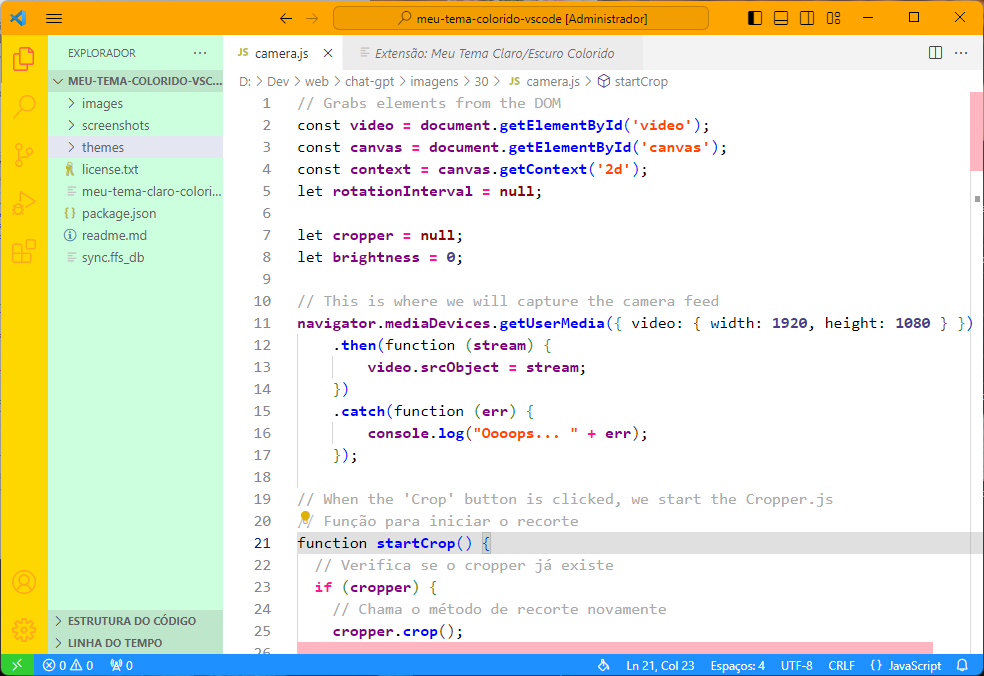 meu-tema-colorido-vscode [Administrador]
EXPLORADOR ···
MEU-TEMA-COLORIDO-VSC...
images
screenshots
themes
license.txt
meu-tema-claro-colori...
{} package.json
readme.md
sync.ffs_db
ESTRUTURA DO CÓDIGO
LINHA DO TEMPO
JS camera.js × Extensão: Meu Tema Claro/Escuro Colorido ···
D: > Dev > web > chat-gpt > imagens > 30 > JS camera.js > startCrop
1 // Grabs elements from the DOM
2 const video = document.getElementById('video');
3 const canvas = document.getElementById('canvas');
4 const context = canvas.getContext('2d');
5 let rotationInterval = null;
6
7 let cropper = null;
8 let brightness = 0;
9
10 // This is where we will capture the camera feed
11 navigator.mediaDevices.getUserMedia({ video: { width: 1920, height: 1080 } })
12 .then(function (stream) {
13 video.srcObject = stream;
14 })
15 .catch(function (err) {
16 console.log("Oooops... " + err);
17 });
18
19 // When the 'Crop' button is clicked, we start the Cropper.js
20 // Função para iniciar o recorte
21 function startCrop() {
22 // Verifica se o cropper já existe
23 if (cropper) {
24 // Chama o método de recorte novamente
25 cropper.crop();
26
0 0 0 Ln 21, Col 23 Espaços: 4 UTF-8 CRLF {} JavaScript